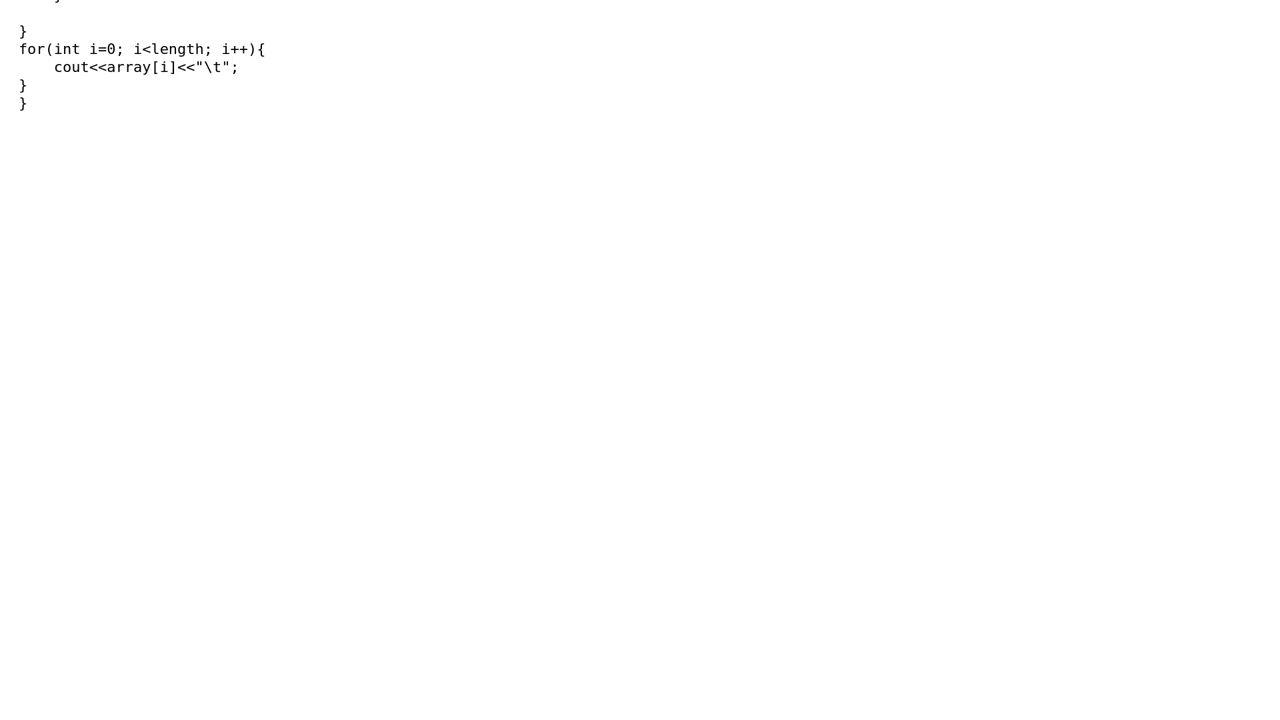 }
for(int i=0; i<length; i++){
    cout<<array[i]<<"\t";
}
}